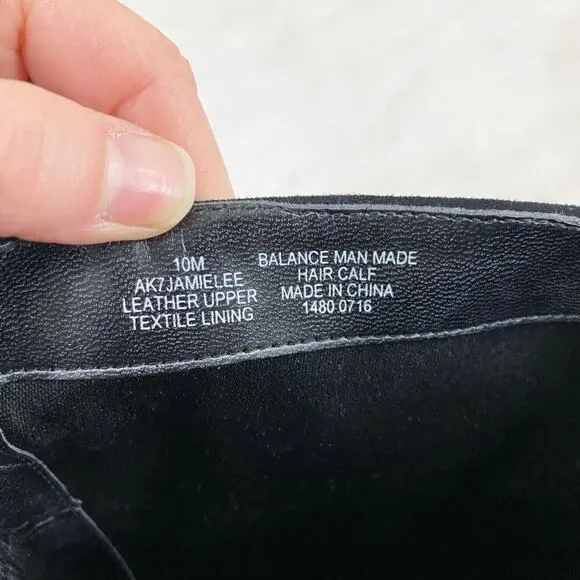 10M
AK7JAMIELEE
LEATHER UPPER
TEXTILE LINING
BALANCE MAN MADE
HAIR CALF
MADE IN CHINA
1480 0716